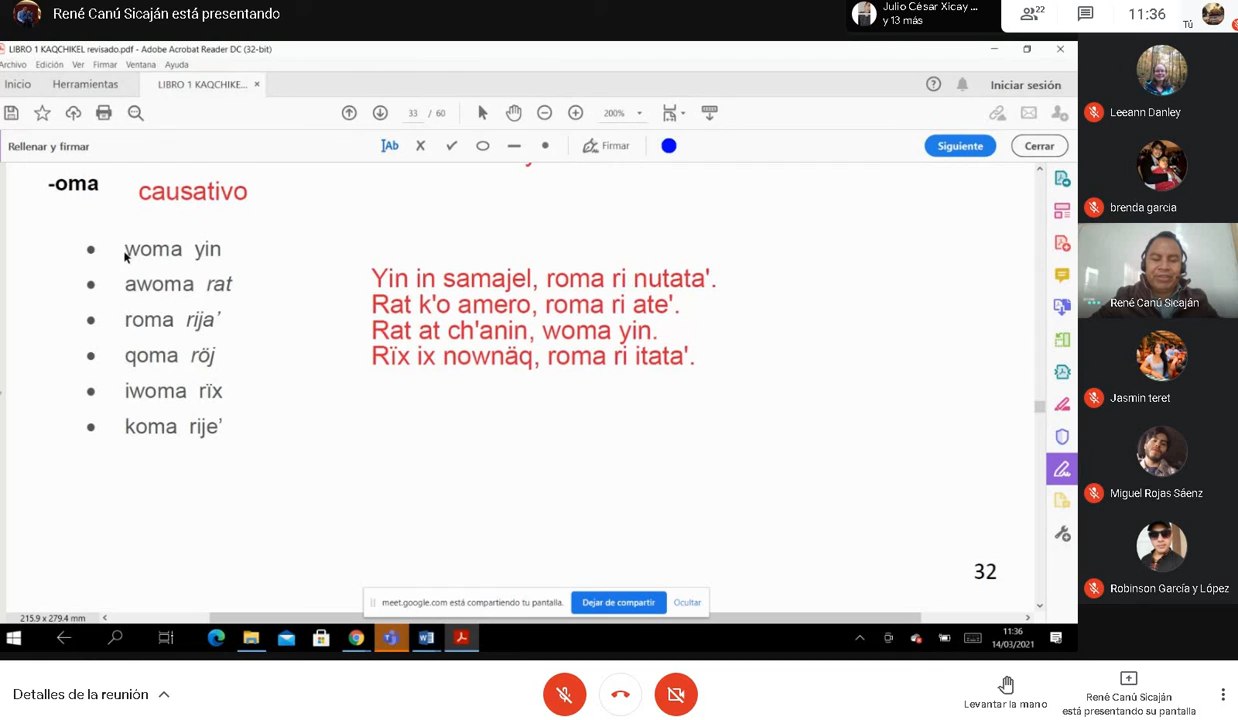 René Canú Sicaján está presentando
Julio César Xicay ...
y 13 más
22
11:36
Tú
LIBRO 1 KAQCHIKEL revisado.pdf - Adobe Acrobat Reader DC (32-bit)
Archivo Edición Ver Firmar Ventana Ayuda
Inicio Herramientas LIBRO 1 KAQCHIKE... × Iniciar sesión
33 / 60 200%
Rellenar y firmar IAb Firmar Siguiente Cerrar
-oma causativo
• woma yin
• awoma rat
• roma rija’
• qoma röj
• iwoma rïx
• koma rije’
Yin in samajel, roma ri nutata'.
Rat k'o amero, roma ri ate'.
Rat at ch'anin, woma yin.
Rïx ix nownäq, roma ri itata'.
32
meet.google.com está compartiendo tu pantalla. Dejar de compartir Ocultar
215.9 x 279.4 mm
11:36
14/03/2021
Leeann Danley
brenda garcia
René Canú Sicaján
Jasmin teret
Miguel Rojas Sáenz
Robinson García y López
Detalles de la reunión
Levantar la mano
René Canú Sicaján
está presentando su pantalla